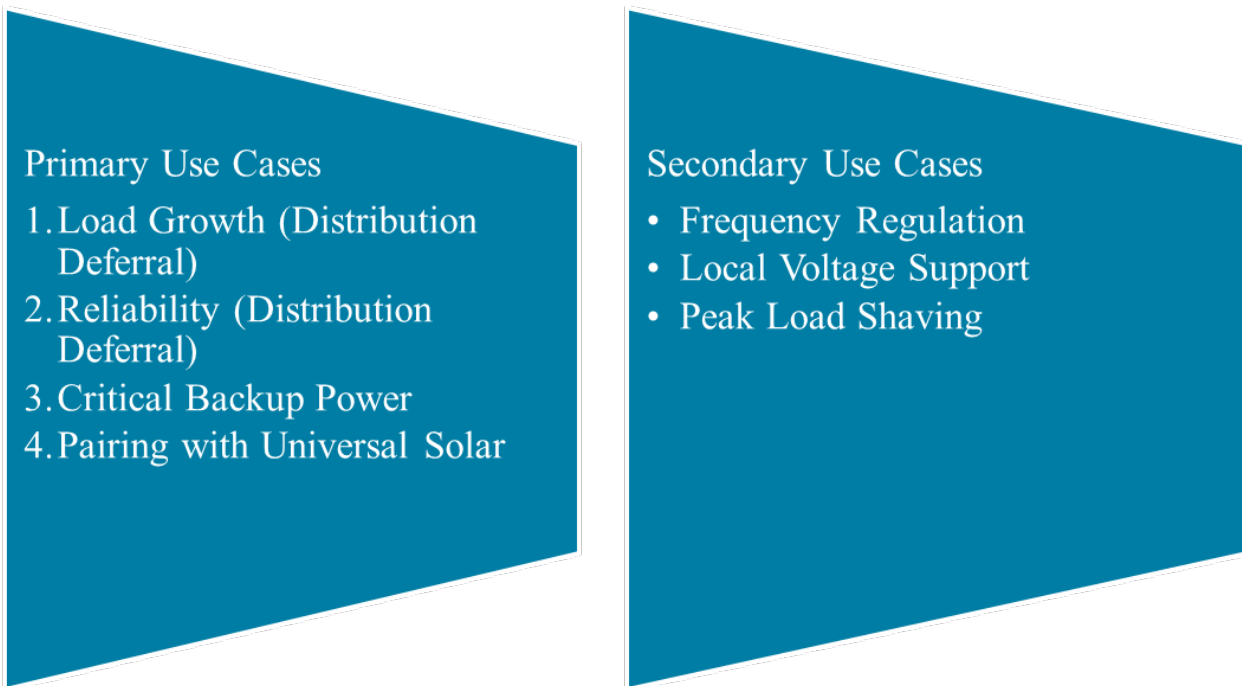 Primary Use Cases
1. Load Growth (Distribution
Deferral)
2. Reliability (Distribution
Deferral)
3. Critical Backup Power
4. Pairing with Universal Solar
Secondary Use Cases
• Frequency Regulation
• Local Voltage Support
• Peak Load Shaving